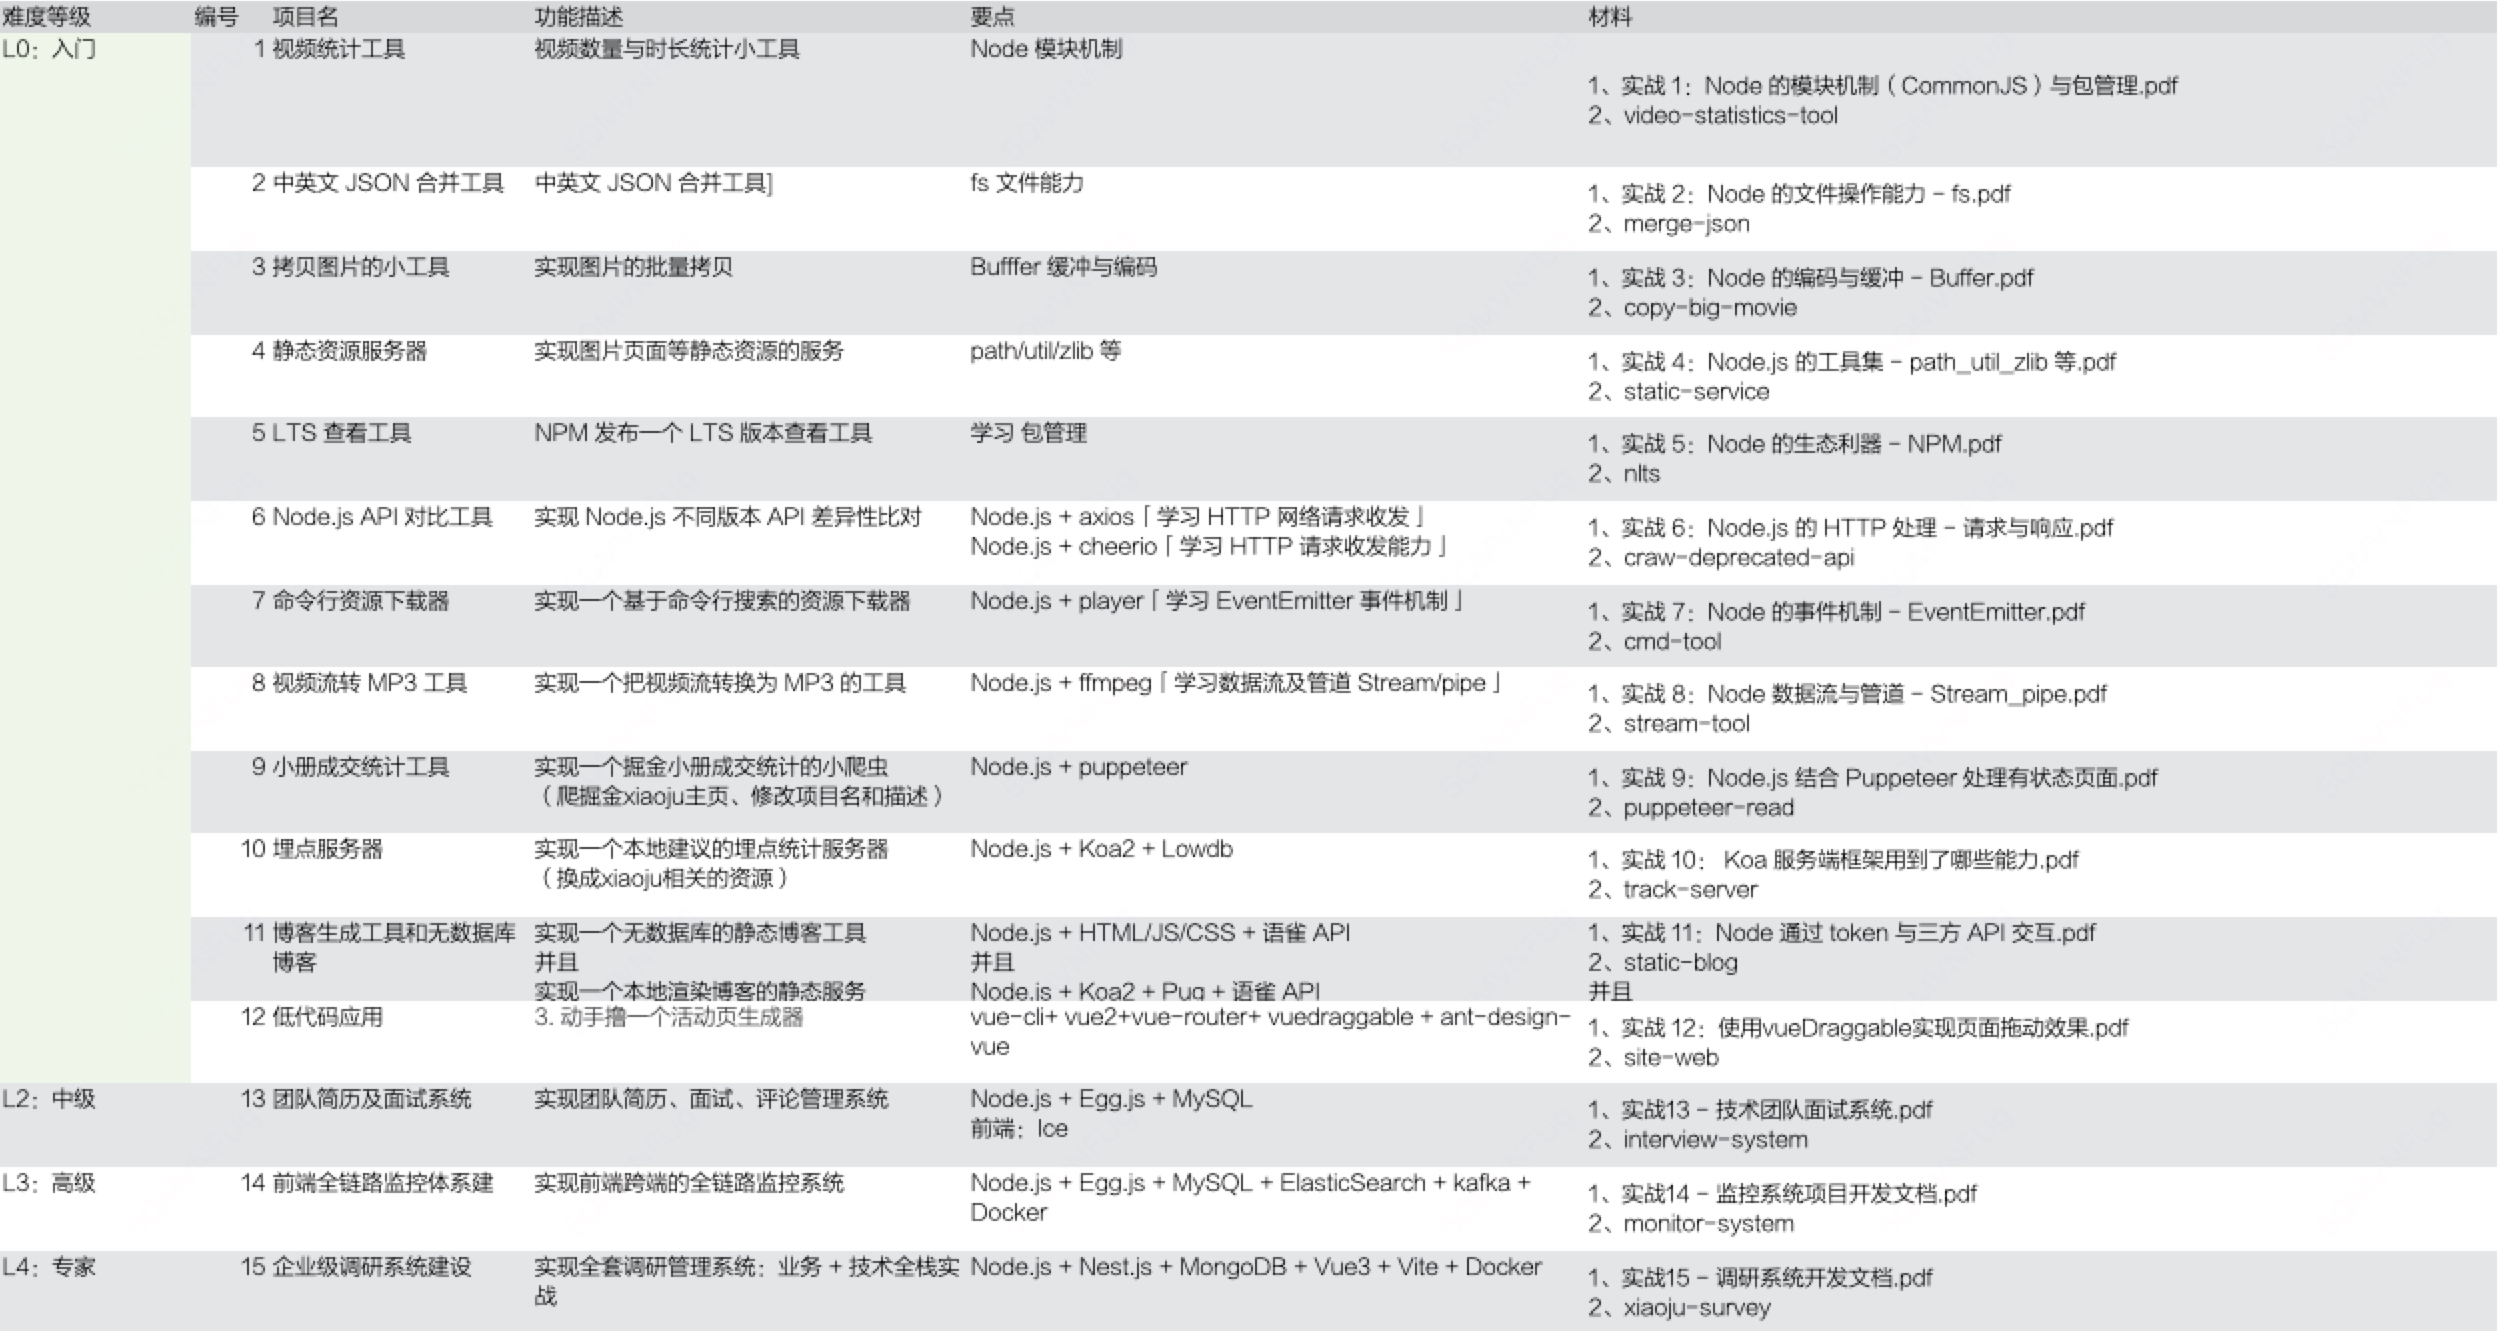 难度等级 编号 项目名 功能描述 要点 材料
L0：入门 1 视频统计工具 视频数量与时长统计小工具 Node 模块机制
1、实战 1：Node 的模块机制（CommonJS）与包管理.pdf
2、video-statistics-tool
2 中英文 JSON 合并工具 中英文 JSON 合并工具] fs 文件能力
1、实战 2：Node 的文件操作能力 - fs.pdf
2、merge-json
3 拷贝图片的小工具 实现图片的批量拷贝 Bufffer 缓冲与编码
1、实战 3：Node 的编码与缓冲 - Buffer.pdf
2、copy-big-movie
4 静态资源服务器 实现图片页面等静态资源的服务 path/util/zlib 等
1、实战 4：Node.js 的工具集 - path_util_zlib 等.pdf
2、static-service
5 LTS 查看工具 NPM 发布一个 LTS 版本查看工具 学习 包管理
1、实战 5：Node 的生态利器 - NPM.pdf
2、nlts
6 Node.js API 对比工具 实现 Node.js 不同版本 API 差异性比对 Node.js + axios「学习 HTTP 网络请求收发」
1、实战 6：Node.js 的 HTTP 处理 - 请求与响应.pdf
Node.js + cheerio「学习 HTTP 请求收发能力」
2、craw-deprecated-api
7 命令行资源下载器 实现一个基于命令行搜索的资源下载器 Node.js + player「学习 EventEmitter 事件机制」
1、实战 7：Node 的事件机制 - EventEmitter.pdf
2、cmd-tool
8 视频流转 MP3 工具 实现一个把视频流转换为 MP3 的工具 Node.js + ffmpeg「学习数据流及管道 Stream/pipe」
1、实战 8：Node 数据流与管道 - Stream_pipe.pdf
2、stream-tool
9 小册成交统计工具 实现一个掘金小册成交统计的小爬虫 Node.js + puppeteer
1、实战 9：Node.js 结合 Puppeteer 处理有状态页面.pdf
（爬掘金xiaoju主页、修改项目名和描述）
2、puppeteer-read
10 埋点服务器 实现一个本地建议的埋点统计服务器 Node.js + Koa2 + Lowdb
1、实战 10： Koa 服务端框架用到了哪些能力.pdf
（换成xiaoju相关的资源）
2、track-server
11 博客生成工具和无数据库 实现一个无数据库的静态博客工具 Node.js + HTML/JS/CSS + 语雀 API 1、实战 11：Node 通过 token 与三方 API 交互.pdf
博客 并且 并且 2、static-blog
实现一个本地渲染博客的静态服务 Node.js + Koa2 + Pug + 语雀 API 并且
12 低代码应用 3. 动手撸一个活动页生成器 vue-cli+ vue2+vue-router+ vuedraggable + ant-design-
1、实战 12：使用vueDraggable实现页面拖动效果.pdf
vue
2、site-web
L2：中级 13 团队简历及面试系统 实现团队简历、面试、评论管理系统 Node.js + Egg.js + MySQL
1、实战13 - 技术团队面试系统.pdf
前端：Ice
2、interview-system
L3：高级 14 前端全链路监控体系建 实现前端跨端的全链路监控系统 Node.js + Egg.js + MySQL + ElasticSearch + kafka +
1、实战14 - 监控系统项目开发文档.pdf
Docker
2、monitor-system
L4：专家 15 企业级调研系统建设 实现全套调研管理系统：业务 + 技术全栈实 Node.js + Nest.js + MongoDB + Vue3 + Vite + Docker
1、实战15 - 调研系统开发文档.pdf
战
2、xiaoju-survey